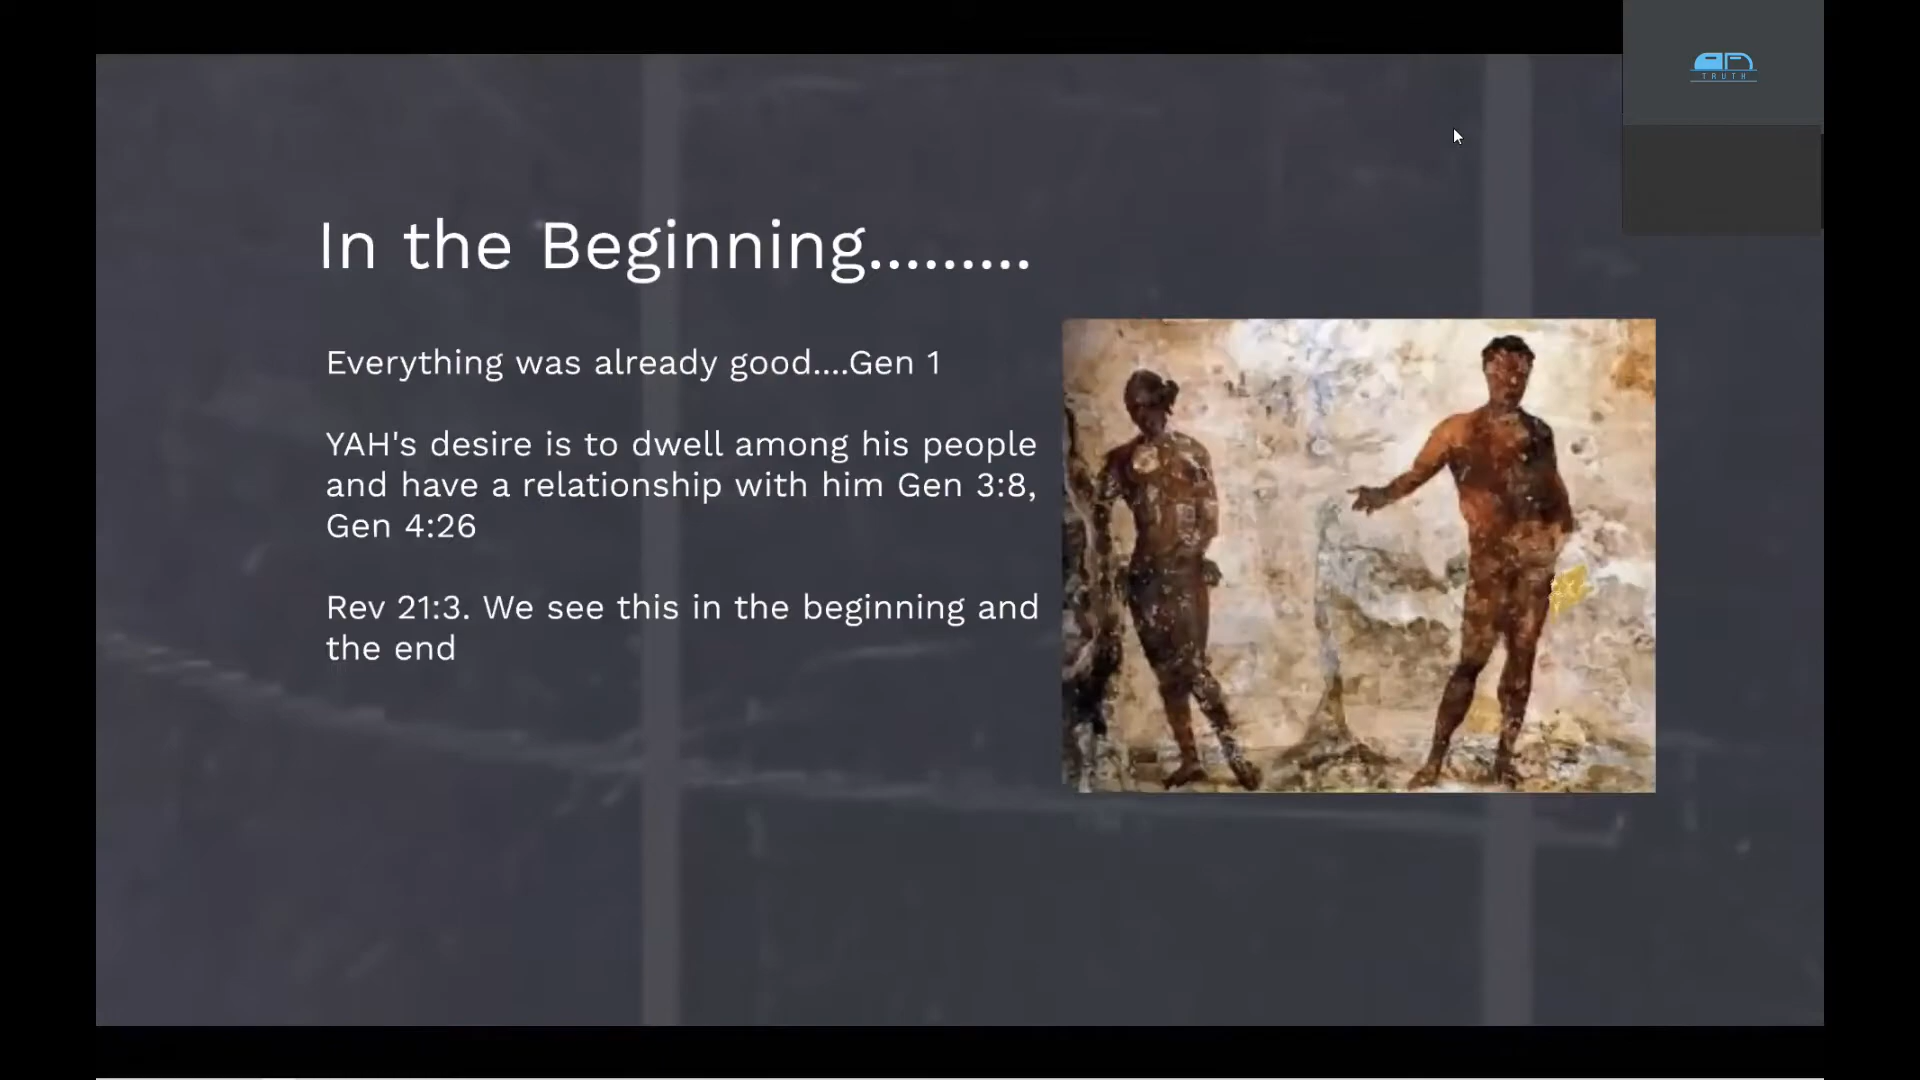 TRUTH
In the Beginning.........
Everything was already good....Gen 1
YAH's desire is to dwell among his people
and have a relationship with him Gen 3:8,
Gen 4:26
Rev 21:3. We see this in the beginning and
the end